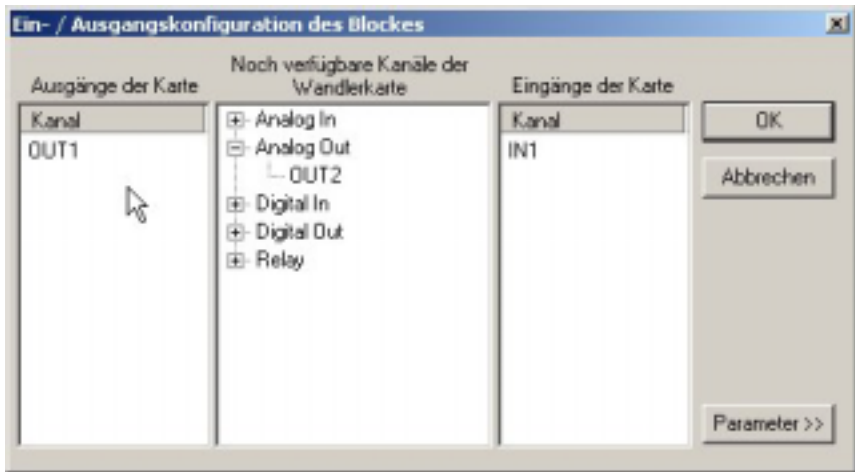 Ein- / Ausgangskonfiguration des Blockes
Ausgänge der Karte
Noch verfügbare Kanäle der
Wandlerkarte
Eingänge der Karte
Kanal
OUT1
Analog In
Analog Out
OUT2
Digital In
Digital Out
Relay
Kanal
IN1
OK
Abbrechen
Parameter >>